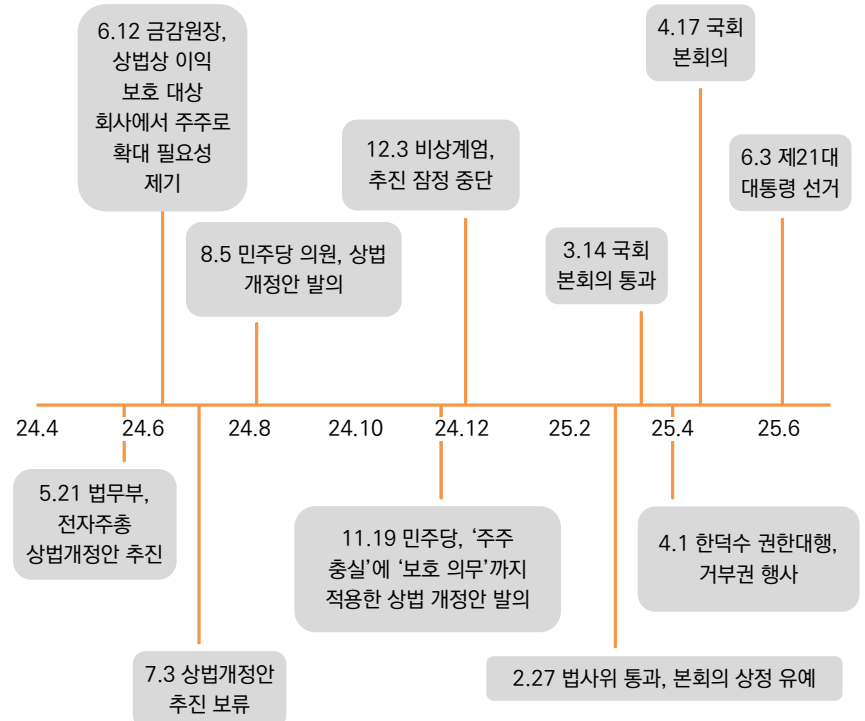 6.12 금감원장,
상법상 이익
보호 대상
회사에서 주주로
확대 필요성
제기
4.17 국회
본회의
12.3 비상계엄,
추진 잠정 중단
6.3 제21대
대통령 선거
8.5 민주당 의원, 상법
개정안 발의
3.14 국회
본회의 통과
24.4 24.6 24.8 24.10 24.12 25.2 25.4 25.6
5.21 법무부,
전자주총
상법개정안 추진
11.19 민주당, ‘주주
충실’에 ‘보호 의무’까지
적용한 상법 개정안 발의
4.1 한덕수 권한대행,
거부권 행사
7.3 상법개정안
추진 보류
2.27 법사위 통과, 본회의 상정 유예